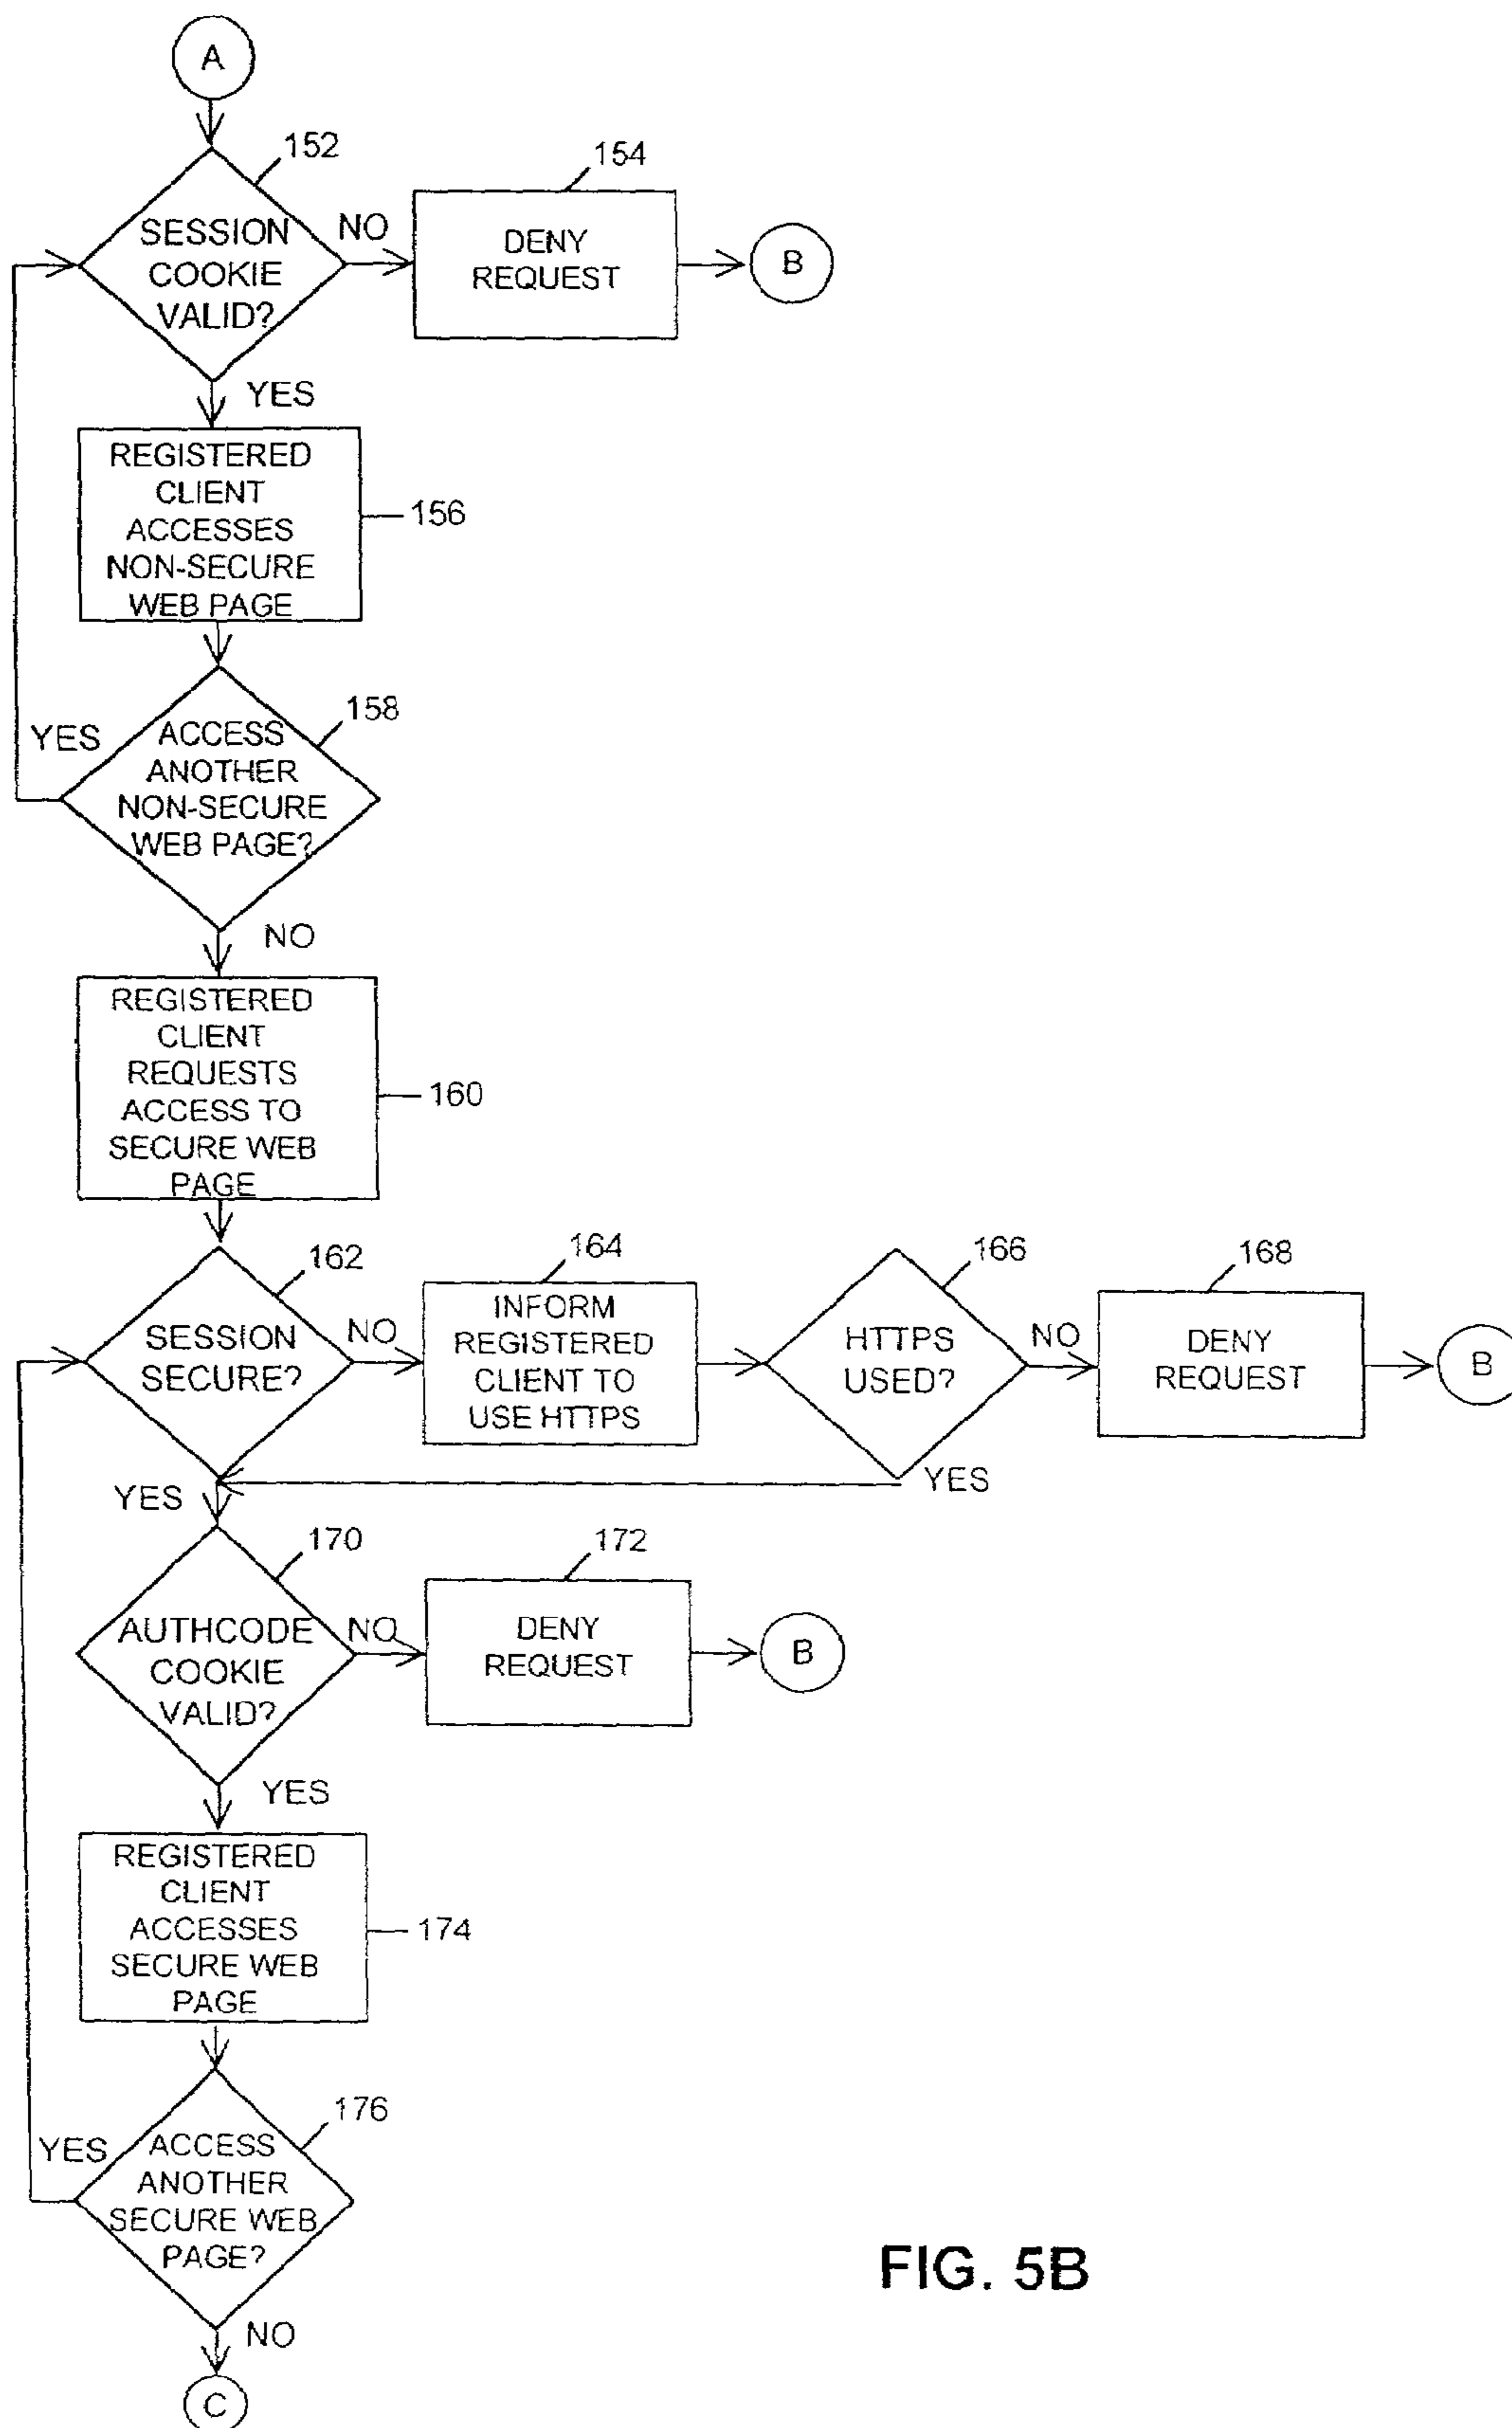 A
152
SESSION
COOKIE
VALID?
NO
154
DENY
REQUEST
B
YES
REGISTERED
CLIENT
ACCESSES
NON-SECURE
WEB PAGE
156
158
YES
ACCESS
ANOTHER
NON-SECURE
WEB PAGE?
NO
REGISTERED
CLIENT
REQUESTS
ACCESS TO
SECURE WEB
PAGE
160
162
SESSION
SECURE?
NO
164
INFORM
REGISTERED
CLIENT TO
USE HTTPS
166
HTTPS
USED?
NO
168
DENY
REQUEST
B
YES
YES
170
AUTHCODE
COOKIE
VALID?
NO
172
DENY
REQUEST
B
YES
REGISTERED
CLIENT
ACCESSES
SECURE WEB
PAGE
174
176
YES
ACCESS
ANOTHER
SECURE WEB
PAGE?
NO
C
FIG. 5B